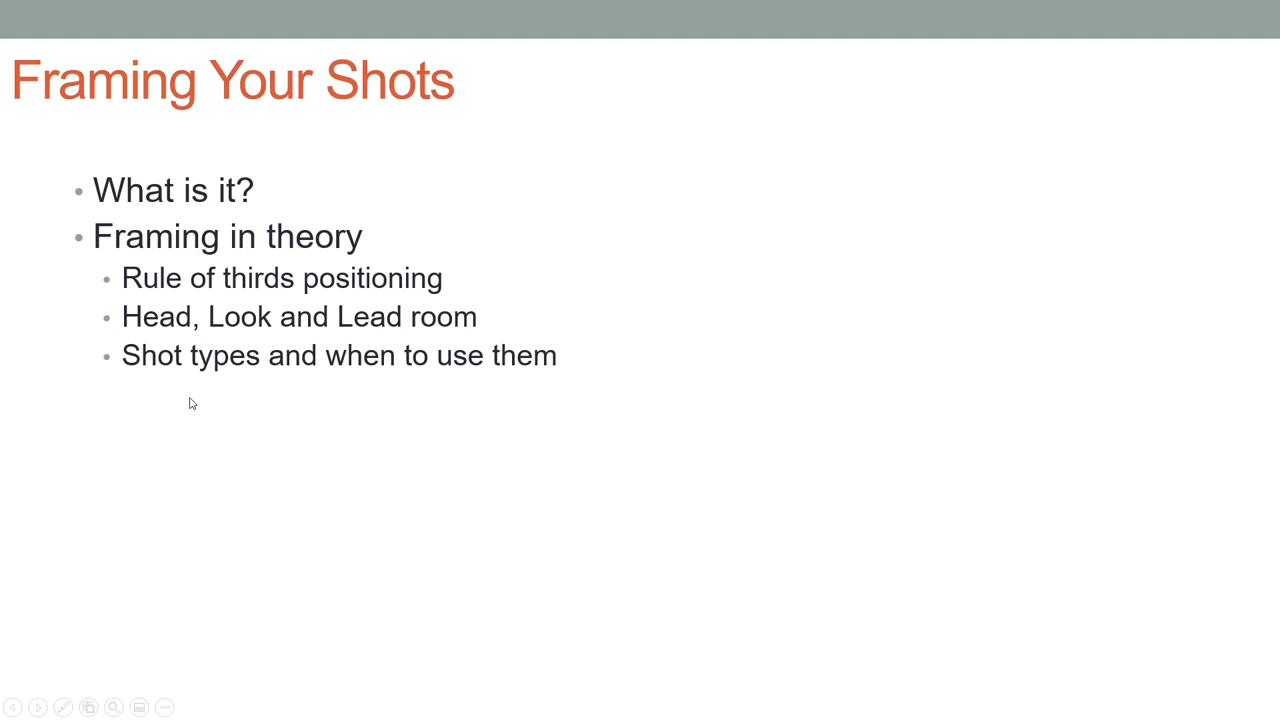 Framing Your Shots
• What is it?
• Framing in theory
• Rule of thirds positioning
• Head, Look and Lead room
• Shot types and when to use them